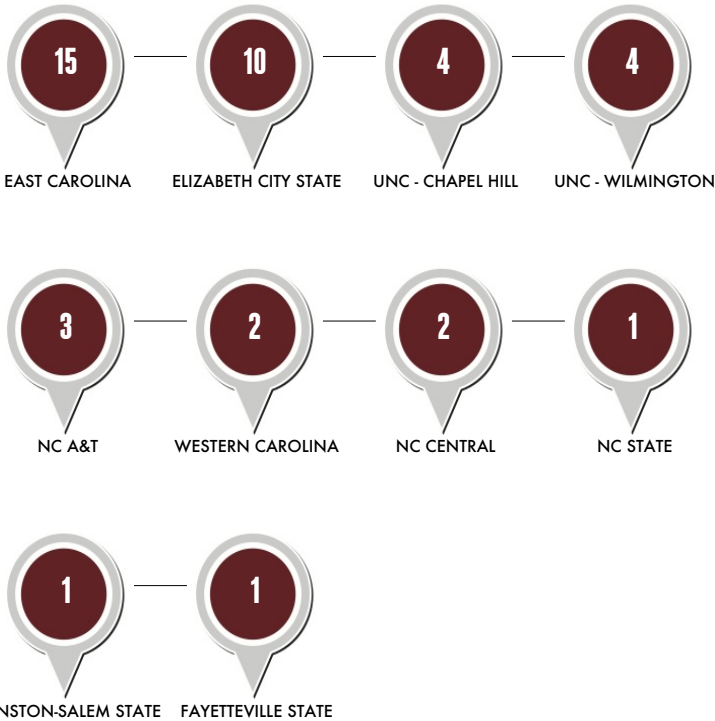 15
10
4
4
EAST CAROLINA
ELIZABETH CITY STATE
UNC - CHAPEL HILL
UNC - WILMINGTON
3
2
2
1
NC A&T
WESTERN CAROLINA
NC CENTRAL
NC STATE
1
1
NSTON-SALEM STATE
FAYETTEVILLE STATE